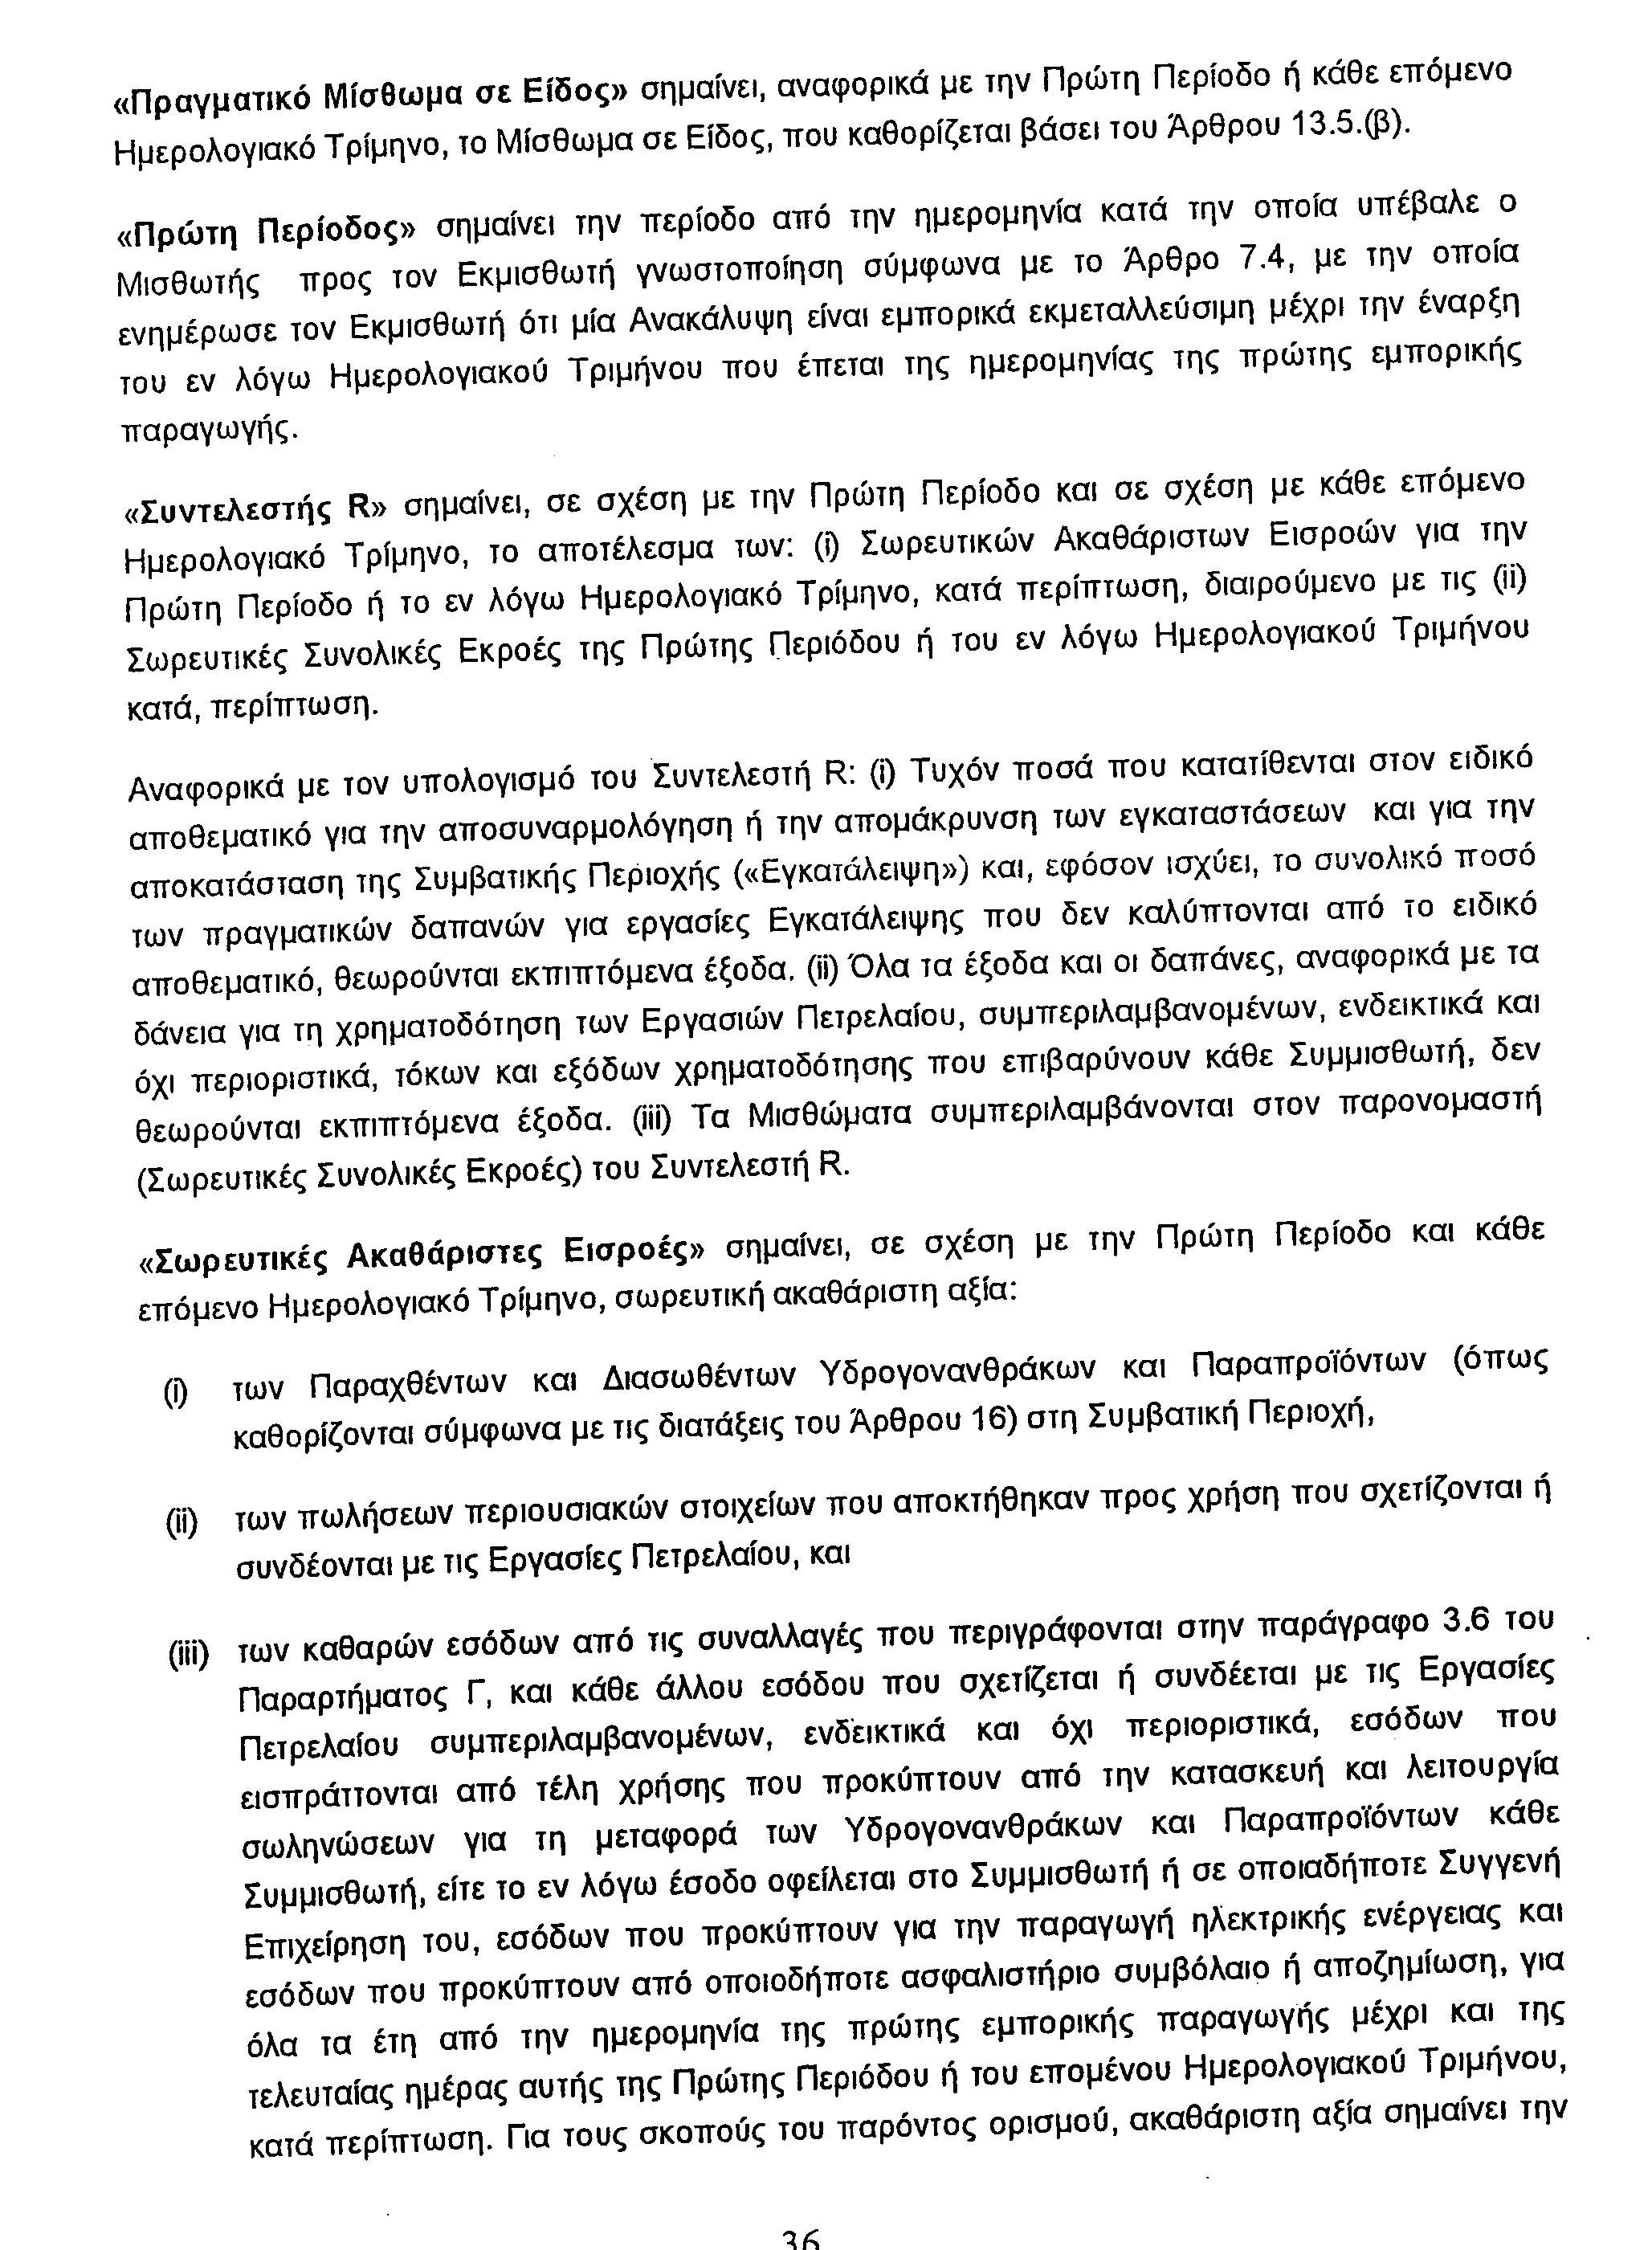 «Πραγματικό Μίσθωμα σε Είδος» σημαίνει, αναφορικά με την Πρώτη Περίοδο ή κάθε επόμενο
Ημερολογιακό Τρίμηνο, το Μίσθωμα σε Είδος, που καθορίζεται βάσει του Άρθρου 13.5.(β).
«Πρώτη Περίοδος» σημαίνει την περίοδο από την ημερομηνία κατά την οποία υπέβαλε ο
Μισθωτής προς τον Εκμισθωτή γνωστοποίηση σύμφωνα με το Άρθρο 7.4, με την οποία
ενημέρωσε τον Εκμισθωτή ότι μία Ανακάλυψη είναι εμπορικά εκμεταλλεύσιμη μέχρι την έναρξη
του εν λόγω Ημερολογιακού Τριμήνου που έπεται της ημερομηνίας της πρώτης εμπορικής
παραγωγής.
«Συντελεστής R» σημαίνει, σε σχέση με την Πρώτη Περίοδο και σε σχέση με κάθε επόμενο
Ημερολογιακό Τρίμηνο, το αποτέλεσμα των: (i) Σωρευτικών Ακαθάριστων Εισροών για την
Πρώτη Περίοδο ή το εν λόγω Ημερολογιακό Τρίμηνο, κατά περίπτωση, διαιρούμενο με τις (ii)
Σωρευτικές Συνολικές Εκροές της Πρώτης Περιόδου ή του εν λόγω Ημερολογιακού Τριμήνου
κατά, περίπτωση.
Αναφορικά με τον υπολογισμό του Συντελεστή R: (i) Τυχόν ποσά που κατατίθενται στον ειδικό
αποθεματικό για την αποσυναρμολόγηση ή την απομάκρυνση των εγκαταστάσεων και για την
αποκατάσταση της Συμβατικής Περιοχής («Εγκατάλειψη») και, εφόσον ισχύει, το συνολικό ποσό
των πραγματικών δαπανών για εργασίες Εγκατάλειψης που δεν καλύπτονται από το ειδικό
αποθεματικό, θεωρούνται εκπιπτόμενα έξοδα. (ii) Όλα τα έξοδα και οι δαπάνες, αναφορικά με τα
δάνεια για τη χρηματοδότηση των Εργασιών Πετρελαίου, συμπεριλαμβανομένων, ενδεικτικά και
όχι περιοριστικά, τόκων και εξόδων χρηματοδότησης που επιβαρύνουν κάθε Συμμισθωτή, δεν
θεωρούνται εκπιπτόμενα έξοδα. (iii) Τα Μισθώματα συμπεριλαμβάνονται στον παρονομαστή
(Σωρευτικές Συνολικές Εκροές) του Συντελεστή R.
«Σωρευτικές Ακαθάριστες Εισροές» σημαίνει, σε σχέση με την Πρώτη Περίοδο και κάθε
επόμενο Ημερολογιακό Τρίμηνο, σωρευτική ακαθάριστη αξία:
(i) των Παραχθέντων και Διασωθέντων Υδρογονανθράκων και Παραπροϊόντων (όπως
καθορίζονται σύμφωνα με τις διατάξεις του Άρθρου 16) στη Συμβατική Περιοχή,
(ii) των πωλήσεων περιουσιακών στοιχείων που αποκτήθηκαν προς χρήση που σχετίζονται ή
συνδέονται με τις Εργασίες Πετρελαίου, και
(iii) των καθαρών εσόδων από τις συναλλαγές που περιγράφονται στην παράγραφο 3.6 του
Παραρτήματος Γ, και κάθε άλλου εσόδου που σχετίζεται ή συνδέεται με τις Εργασίες
Πετρελαίου συμπεριλαμβανομένων, ενδεικτικά και όχι περιοριστικά, εσόδων που
εισπράττονται από τέλη χρήσης που προκύπτουν από την κατασκευή και λειτουργία
σωληνώσεων για τη μεταφορά των Υδρογονανθράκων και Παραπροϊόντων κάθε
Συμμισθωτή, είτε το εν λόγω έσοδο οφείλεται στο Συμμισθωτή ή σε οποιαδήποτε Συγγενή
Επιχείρηση του, εσόδων που προκύπτουν για την παραγωγή ηλεκτρικής ενέργειας και
εσόδων που προκύπτουν από οποιοδήποτε ασφαλιστήριο συμβόλαιο ή αποζημίωση, για
όλα τα έτη από την ημερομηνία της πρώτης εμπορικής παραγωγής μέχρι και της
τελευταίας ημέρας αυτής της Πρώτης Περιόδου ή του επομένου Ημερολογιακού Τριμήνου,
κατά περίπτωση. Για τους σκοπούς του παρόντος ορισμού, ακαθάριστη αξία σημαίνει την
36